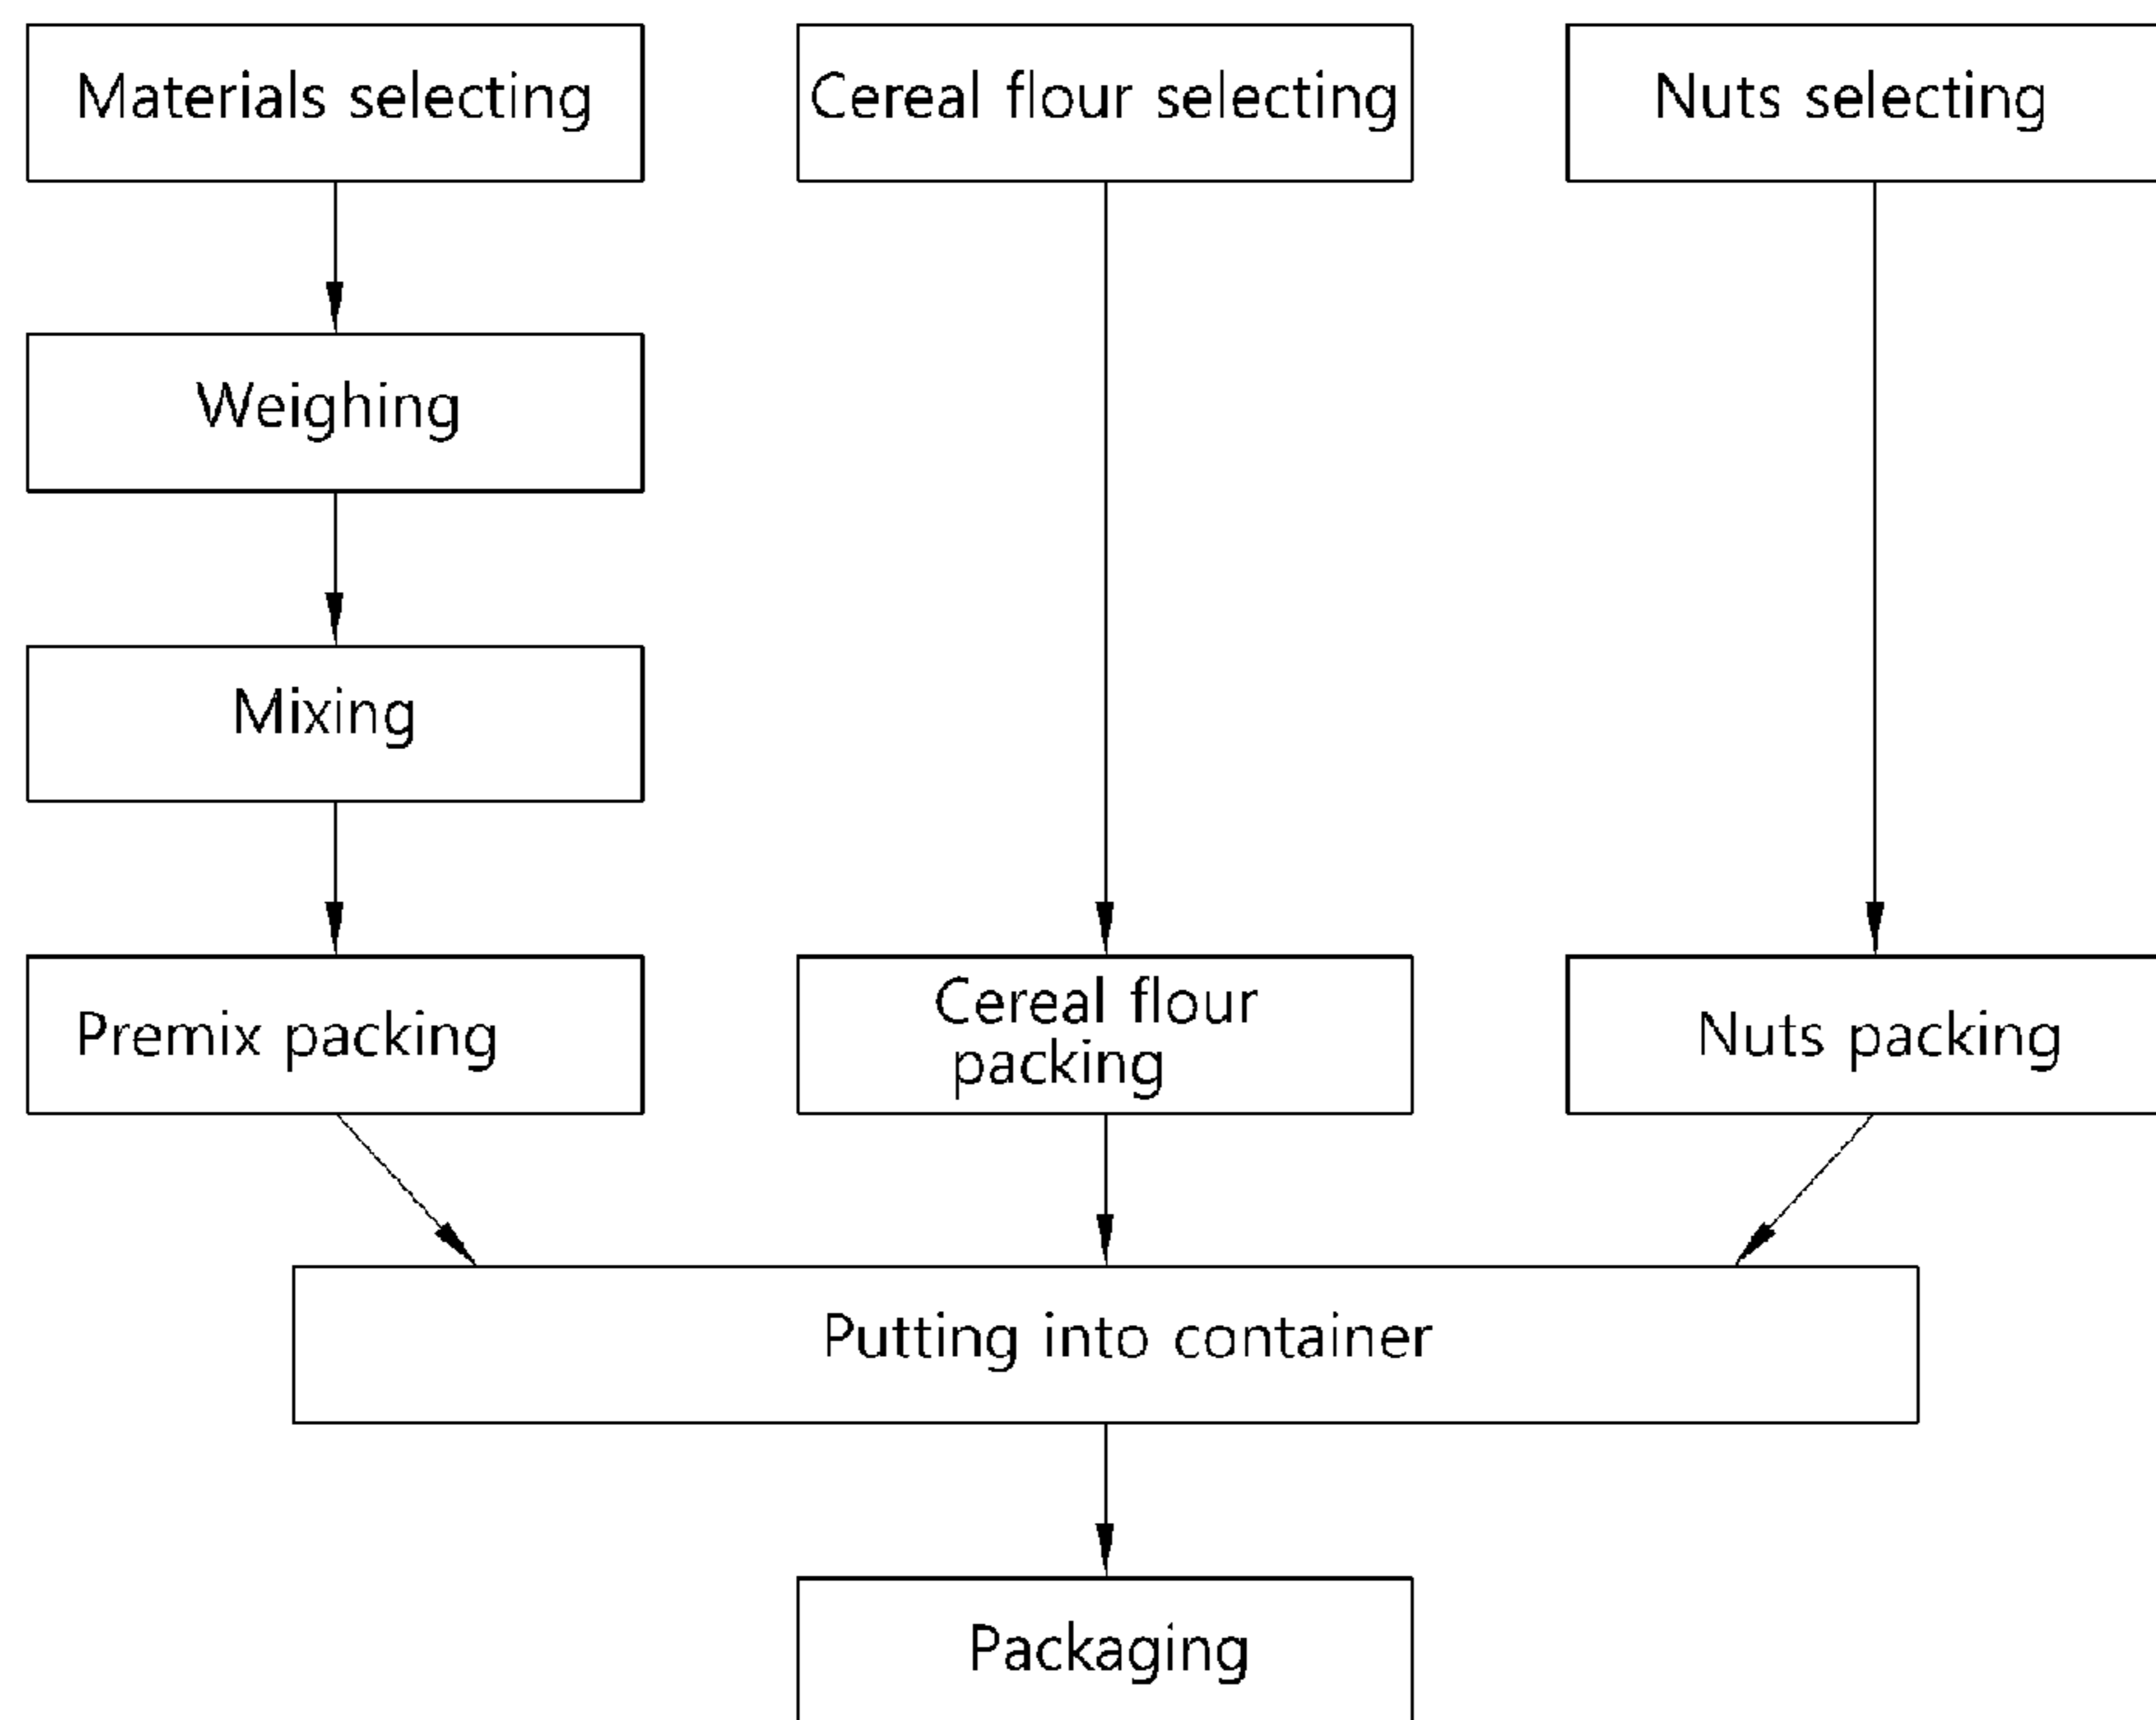 Materials selecting
Cereal flour selecting
Nuts selecting
Weighing
Mixing
Premix packing
Cereal flour
packing
Nuts packing
Putting into container
Packaging